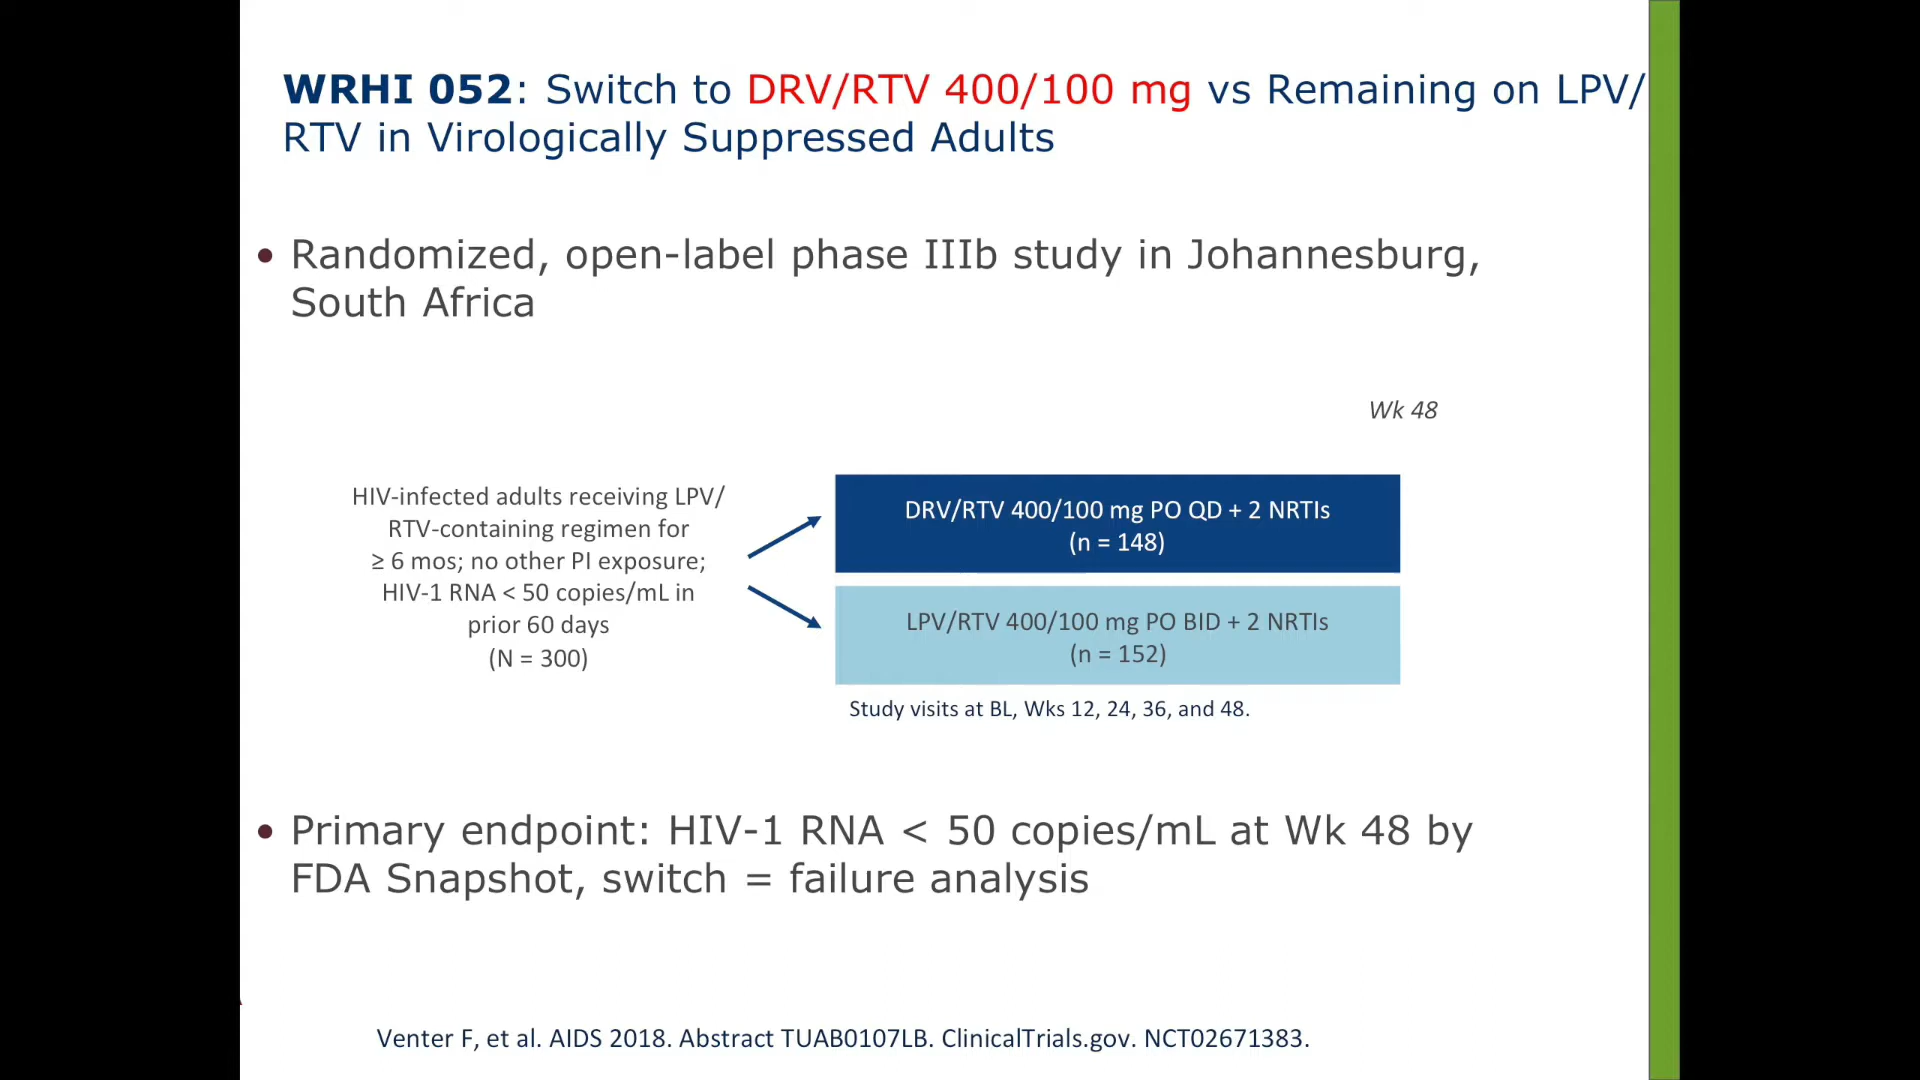 WRHI 052: Switch to DRV/RTV 400/100 mg vs Remaining on LPV/
RTV in Virologically Suppressed Adults
• Randomized, open-label phase IIIb study in Johannesburg,
South Africa
Wk 48
HIV-infected adults receiving LPV/
RTV-containing regimen for
≥ 6 mos; no other PI exposure;
HIV-1 RNA < 50 copies/mL in
prior 60 days
(N = 300)
DRV/RTV 400/100 mg PO QD + 2 NRTIs
(n = 148)
LPV/RTV 400/100 mg PO BID + 2 NRTIs
(n = 152)
Study visits at BL, Wks 12, 24, 36, and 48.
• Primary endpoint: HIV-1 RNA < 50 copies/mL at Wk 48 by
FDA Snapshot, switch = failure analysis
Venter F, et al. AIDS 2018. Abstract TUAB0107LB. ClinicalTrials.gov. NCT02671383.